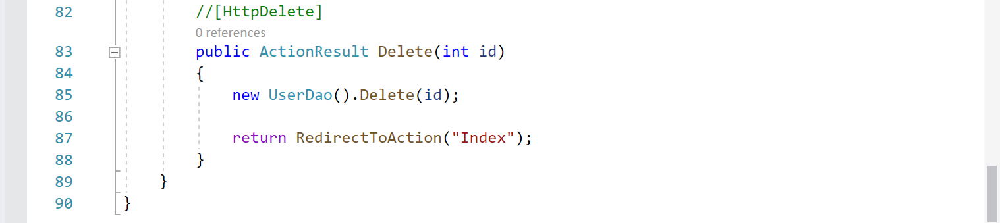 82 //[HttpDelete]
0 references
83 public ActionResult Delete(int id)
84 {
85 new UserDao().Delete(id);
86
87 return RedirectToAction("Index");
88 }
89 }
90 }